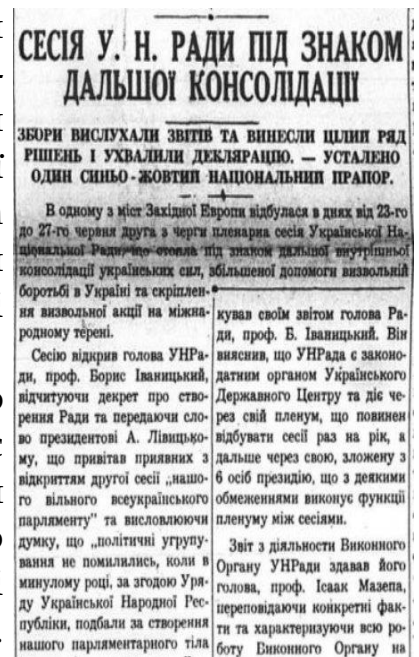 СЕСІЯ У. Н. РАДИ ПІД ЗНАКОМ
ДАЛЬШОЇ КОНСОЛІДАЦІЇ
ЗБОРИ ВИСЛУХАЛИ ЗВІТІВ ТА ВИНЕСЛИ ЦІЛИЙ РЯД
РІШЕНЬ І УХВАЛИЛИ ДЕКЛЯРАЦІЮ. — УСТАЛЕНО
ОДИН СИНЬО-ЖОВТИЙ НАЦІОНАЛЬНИЙ ПРАПОР.
В одному з міст Західної Европи відбулася в днях від 23-го
до 27-го червня друга з черги пленарна сесія Української На-
ціональної Ради, що стояла під знаком дальшої внутрішньої
консолідації українських сил, збільшеної допомоги визвольній
боротьбі в Україні та скріплен-
ня визвольної акції на міжна-
родному терені.
Сесію відкрив голова УНРа-
ди, проф. Борис Іваницький,
відчитуючи декрет про ство-
рення Ради та передаючи сло-
во президентові А. Лівицько-
му, що привітав приявних з
відкриттям другої сесії „нашо-
го вільного всеукраїнського
парляменту" та висловлюючи
думку, що „політичні угрупу-
вання не помилились, коли в
минулому році, за згодою Уря-
ду Української Народної Рес-
публіки, подбали за створення
нашого парляментарного тіла
кував своїм звітом голова Ра-
ди, проф. Б. Іваницький. Він
вияснив, що УНРада є законо-
датним органом Українського
Державного Центру та діє че-
рез свій пленум, що повинен
відбувати сесії раз на рік, а
дальше через свою, зложену з
6 осіб президію, що з деякими
обмеженнями виконує функції
пленуму між сесіями.
Звіт з діяльности Виконного
Органу УНРади здавав його
голова, проф. Ісаак Мазепа,
переповідаючи конкретні фак-
ти та характеризуючи всю ро-
боту Виконного Органу на